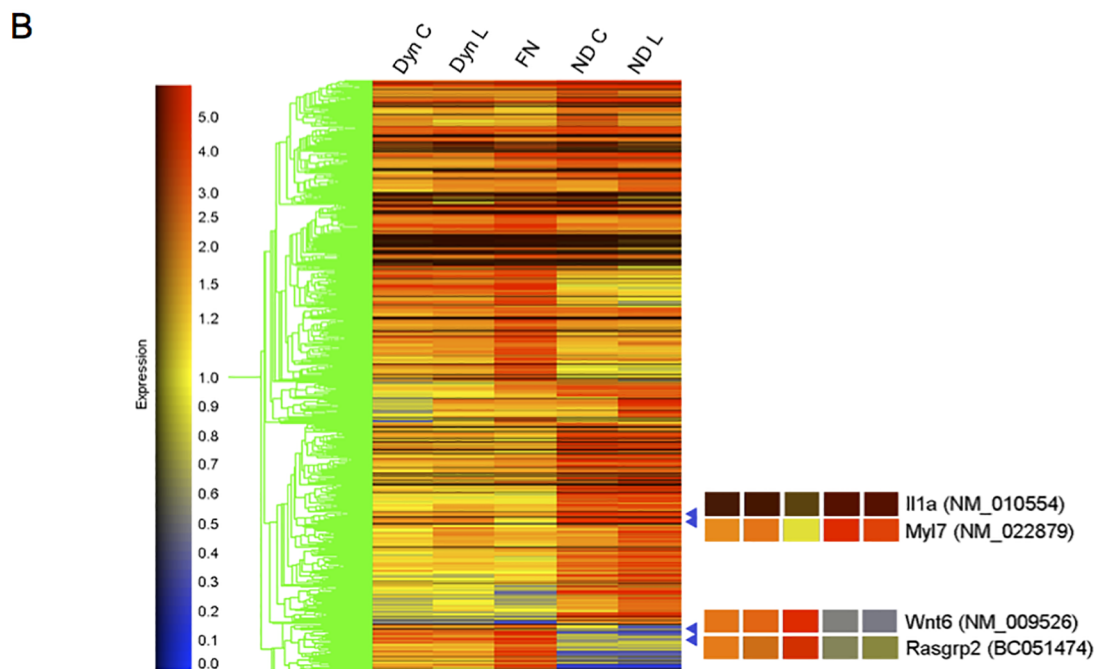 B
Dyn C
Dyn L
FN
ND C
ND L
Expression
5.0
4.0
3.0
2.5
2.0
1.5
1.2
1.0
0.9
0.8
0.7
0.6
0.5
0.4
0.3
0.2
0.1
0.0
Il1a (NM_010554)
Myl7 (NM_022879)
Wnt6 (NM_009526)
Rasgrp2 (BC051474)